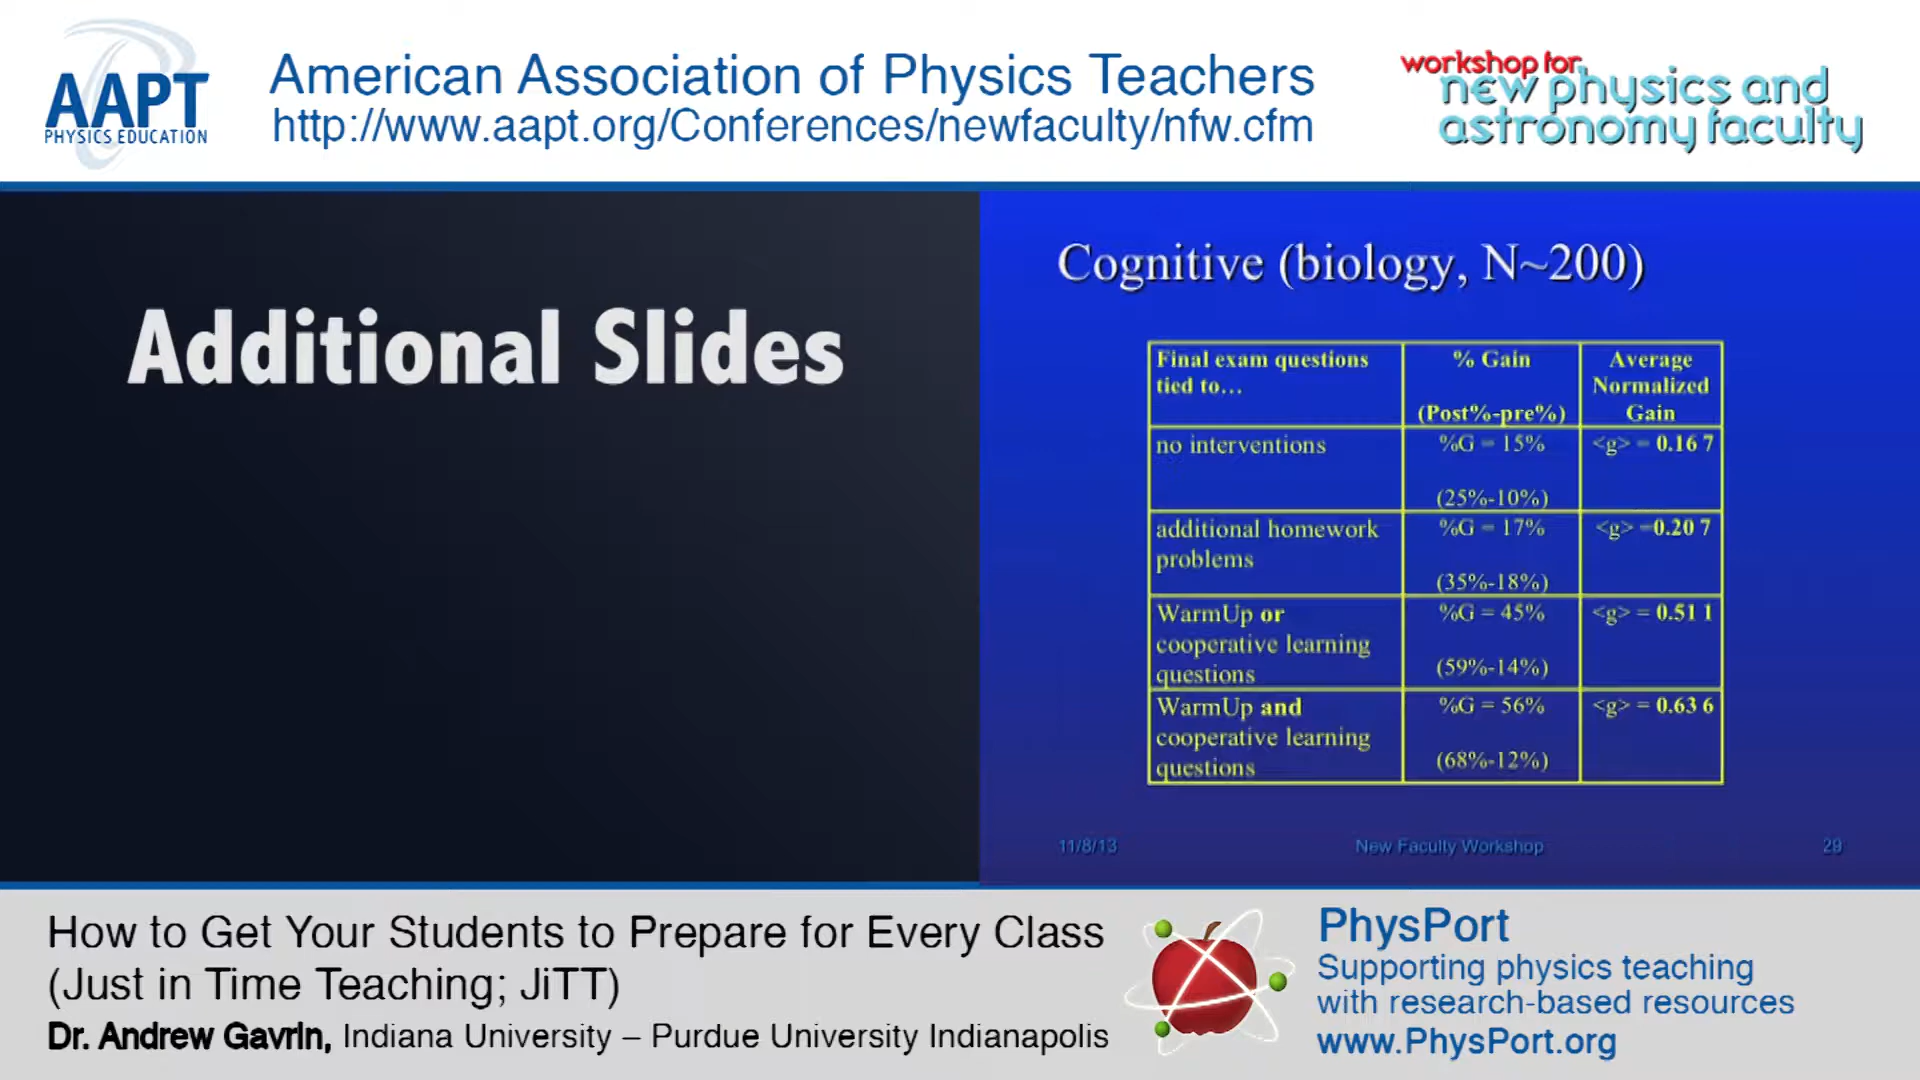 AAPT
PHYSICS EDUCATION
American Association of Physics Teachers
http://www.aapt.org/Conferences/newfaculty/nfw.cfm
workshop for
new physics and
astronomy faculty
Additional Slides
Cognitive (biology, N~200)
Final exam questions
tied to...
% Gain
(Post%-pre%)
Average
Normalized
Gain
no interventions
%G = 15%
(25%-10%)
<g> = 0.16 7
additional homework
problems
%G = 17%
(35%-18%)
<g> =0.20 7
WarmUp or
cooperative learning
questions
%G = 45%
(59%-14%)
<g> = 0.51 1
WarmUp and
cooperative learning
questions
%G = 56%
(68%-12%)
<g> = 0.63 6
11/8/13
New Faculty Workshop
29
How to Get Your Students to Prepare for Every Class
(Just in Time Teaching; JiTT)
Dr. Andrew Gavrin, Indiana University – Purdue University Indianapolis
PhysPort
Supporting physics teaching
with research-based resources
www.PhysPort.org